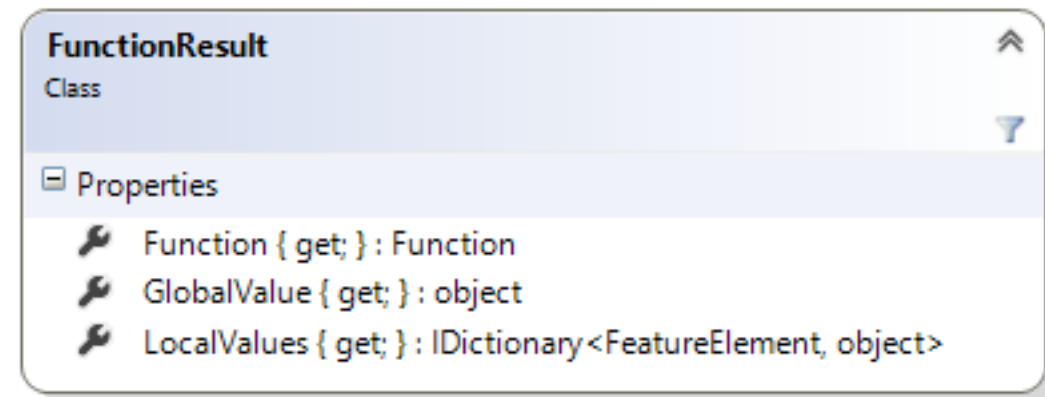 FunctionResult
Class
Properties
Function { get; } : Function
GlobalValue { get; } : object
LocalValues { get; } : IDictionary<FeatureElement, object>